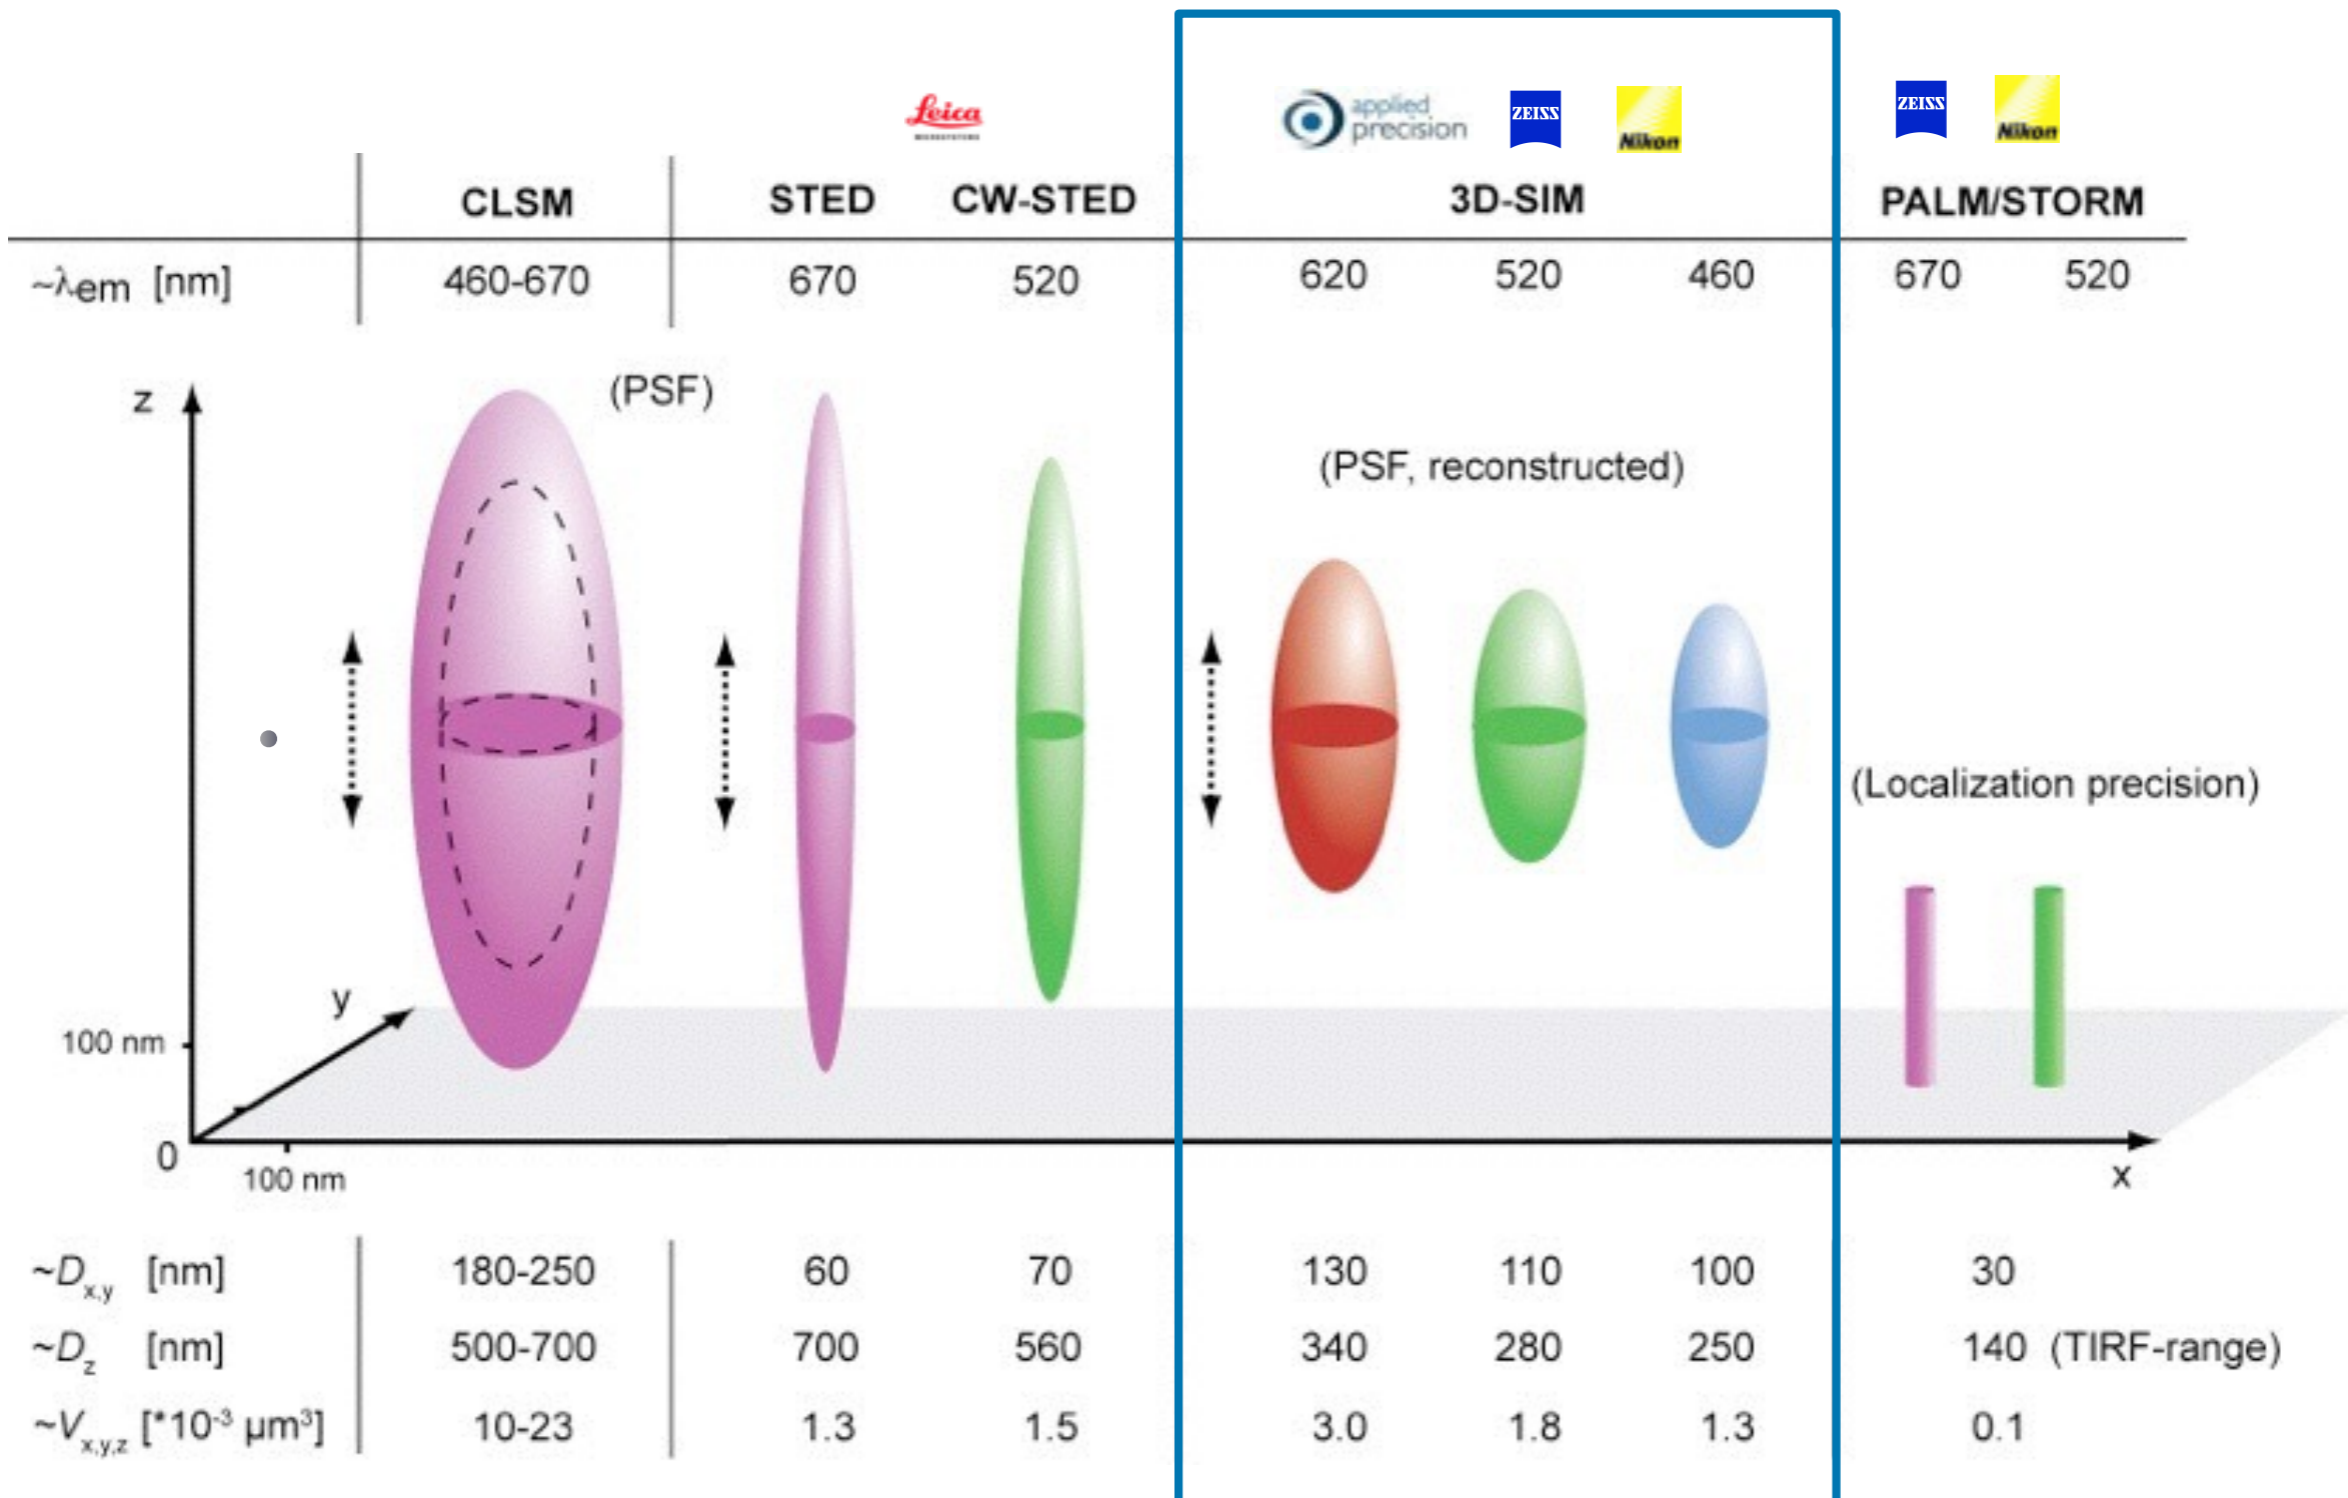 Leica
MICROSYSTEMS
applied
precision
ZEISS
Nikon
ZEISS
Nikon
CLSM STED CW-STED 3D-SIM PALM/STORM
~λem [nm] 460-670 670 520 620 520 460 670 520
z
(PSF)
(PSF, reconstructed)
(Localization precision)
y
100 nm
0
100 nm
x
~Dx,y [nm] 180-250 60 70 130 110 100 30
~Dz [nm] 500-700 700 560 340 280 250 140 (TIRF-range)
~Vx,y,z [*10⁻³ µm³] 10-23 1.3 1.5 3.0 1.8 1.3 0.1